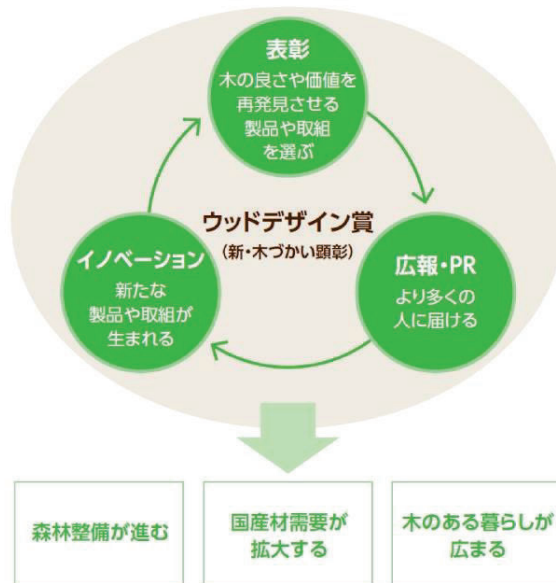 表彰
木の良さや価値を
再発見させる
製品や取組
を選ぶ
ウッドデザイン賞
(新・木づかい顕彰)
イノベーション
新たな
製品や取組が
生まれる
広報・PR
より多くの
人に届ける
森林整備が進む
国産材需要が
拡大する
木のある暮らしが
広まる